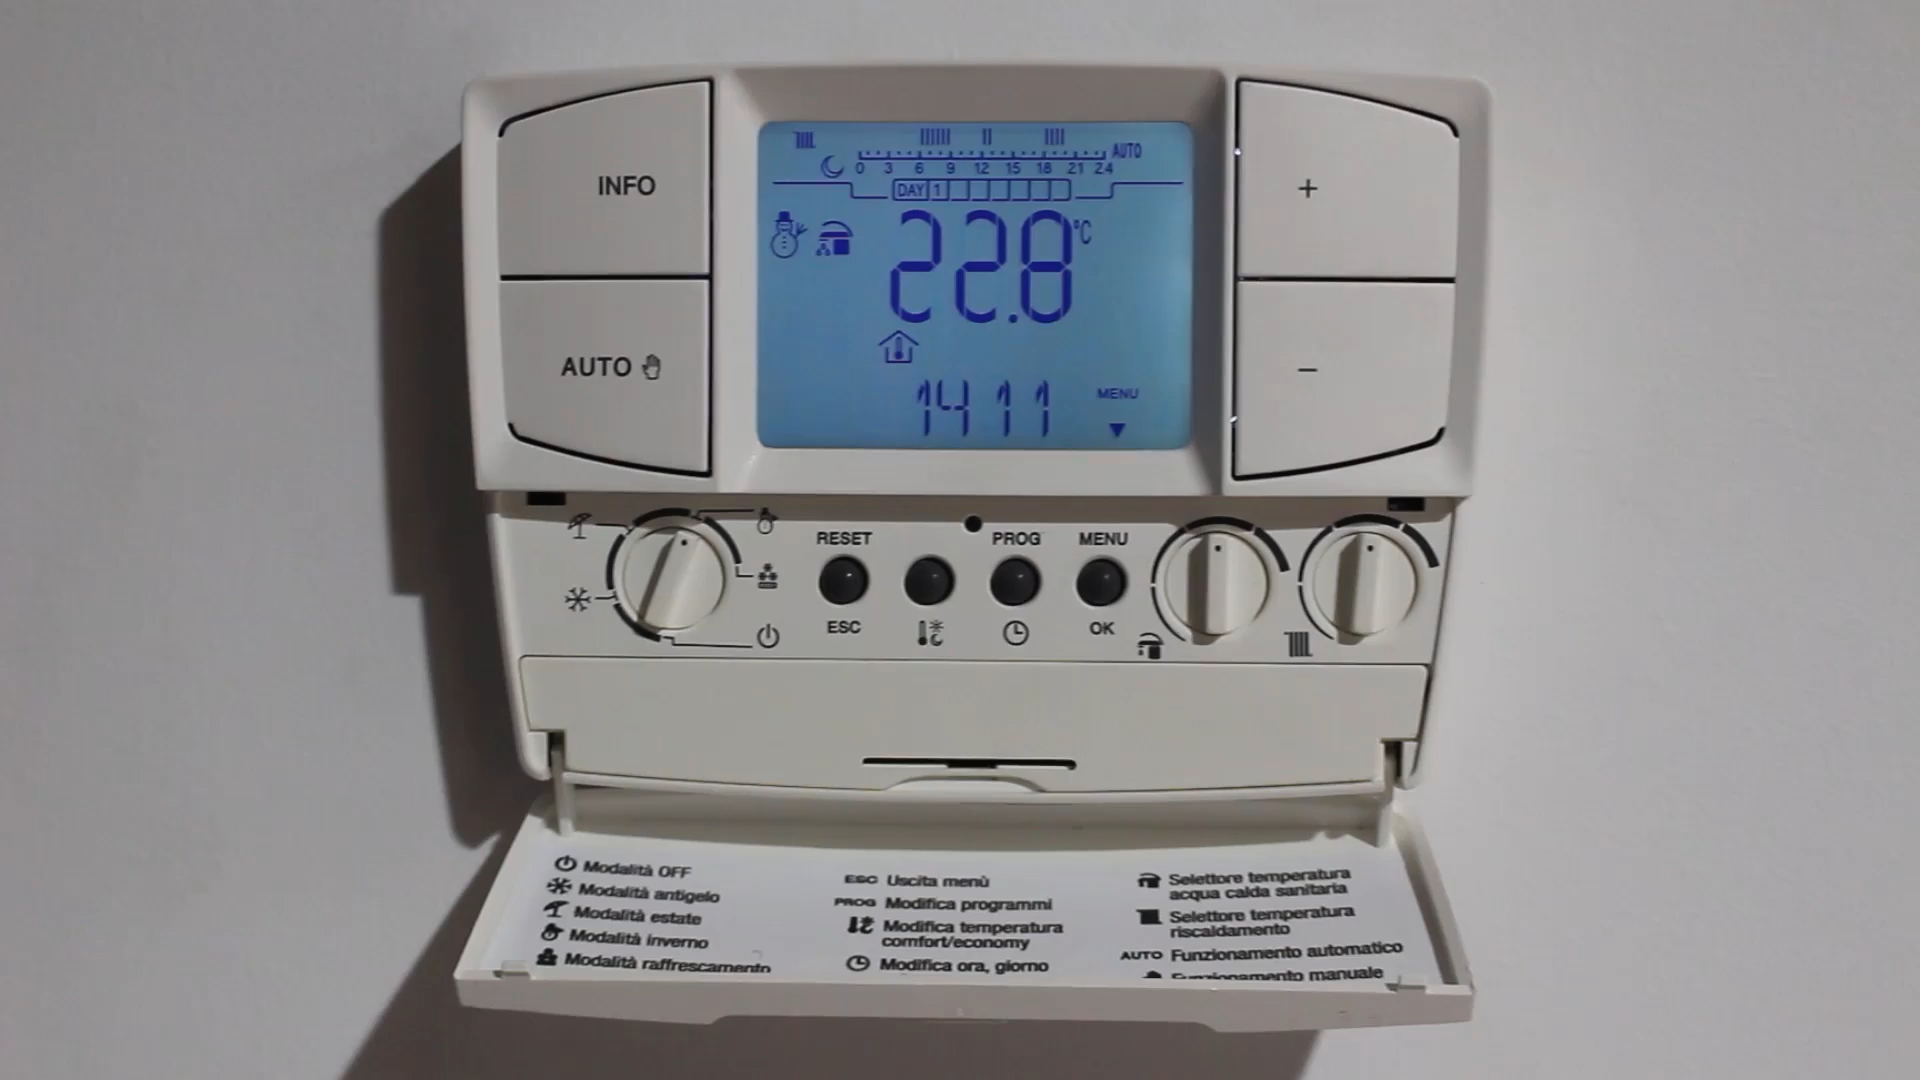 INFO
AUTO
+
−
AUTO
0 3 6 9 12 15 18 21 24
DAY 1
22.8 °C
14 11
MENU
RESET
PROG
MENU
ESC
OK
Modalità OFF
Modalità antigelo
Modalità estate
Modalità inverno
Modalità raffrescamento
ESC Uscita menù
PROG Modifica programmi
Modifica temperatura
comfort/economy
Modifica ora, giorno
Selettore temperatura
acqua calda sanitaria
Selettore temperatura
riscaldamento
AUTO Funzionamento automatico
Funzionamento manuale